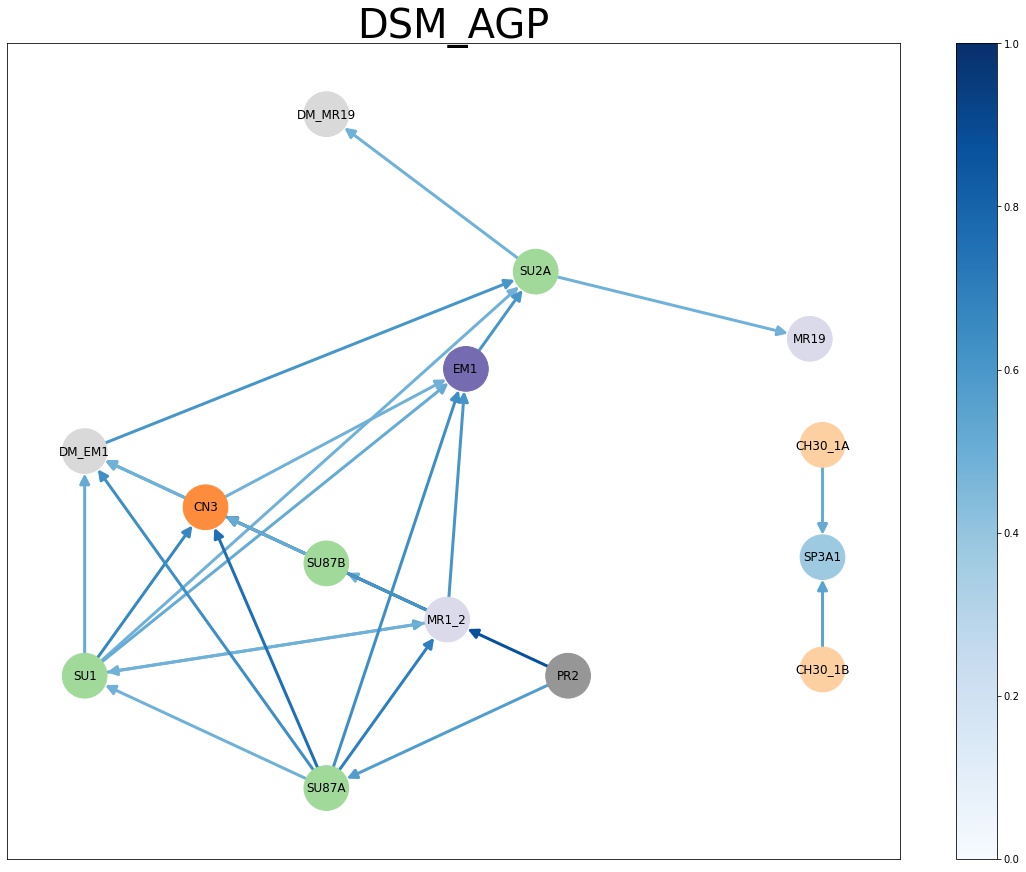 DSM_AGP
1.0
DM_MR19
0.8
SU2A
MR19
EM1
0.6
CH30_1A
DM_EM1
CN3
0.4
SP3A1
SU87B
MR1_2
CH30_1B
SU1
PR2
0.2
SU87A
0.0